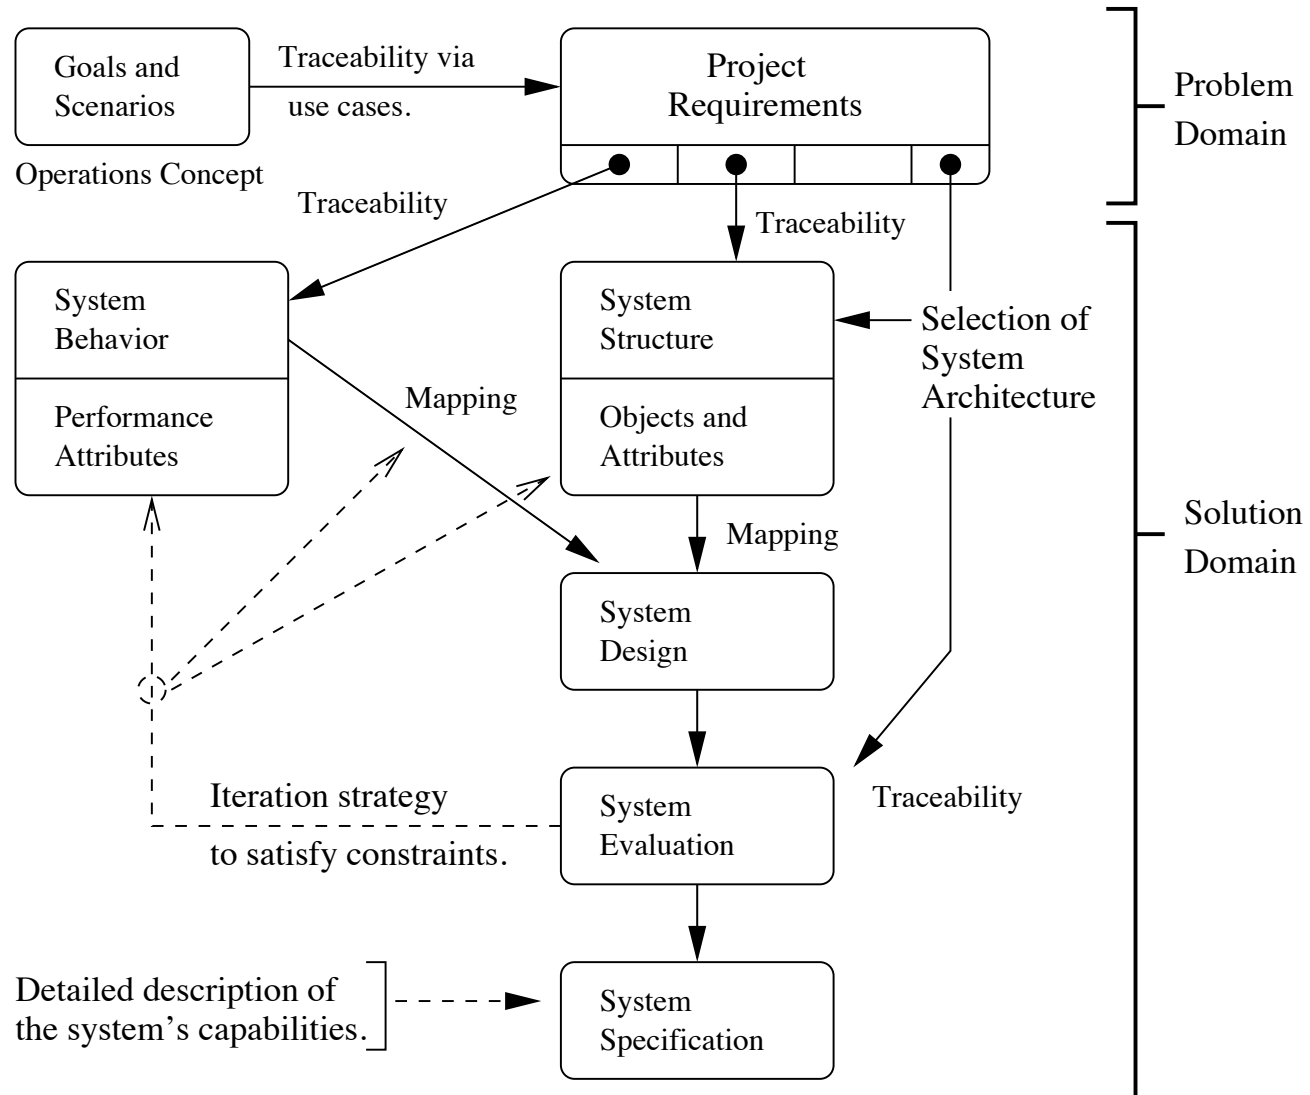 Goals and
Scenarios
Operations Concept
Traceability via
use cases.
Project
Requirements
Problem
Domain
Traceability
Traceability
System
Behavior
Performance
Attributes
System
Structure
Objects and
Attributes
Selection of
System
Architecture
Mapping
Mapping
Solution
Domain
System
Design
Iteration strategy
to satisfy constraints.
System
Evaluation
Traceability
Detailed description of
the system's capabilities.
System
Specification